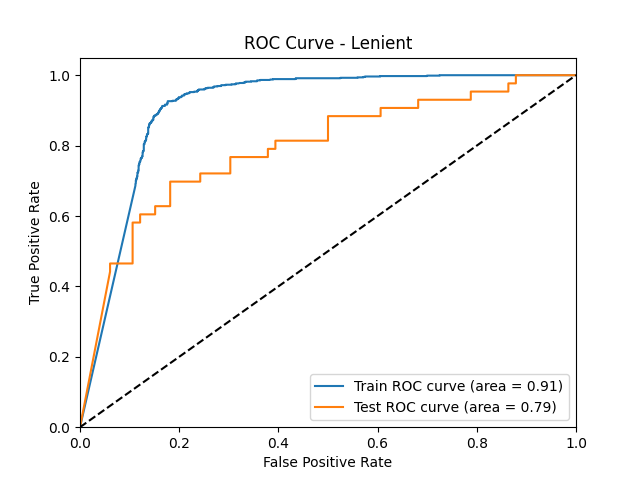 ROC Curve - Lenient
1.0
0.8
0.6
0.4
0.2
0.0
True Positive Rate
0.0 0.2 0.4 0.6 0.8 1.0
False Positive Rate
Train ROC curve (area = 0.91)
Test ROC curve (area = 0.79)